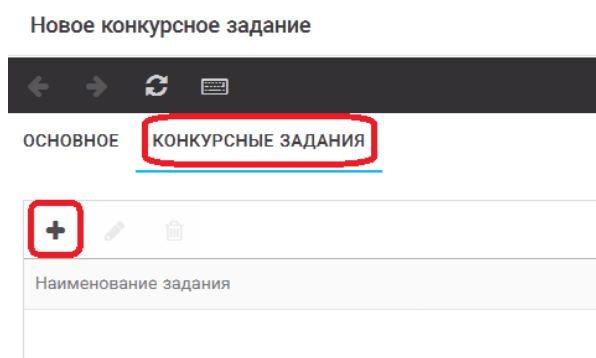 Новое конкурсное задание
ОСНОВНОЕ КОНКУРСНЫЕ ЗАДАНИЯ
Наименование задания